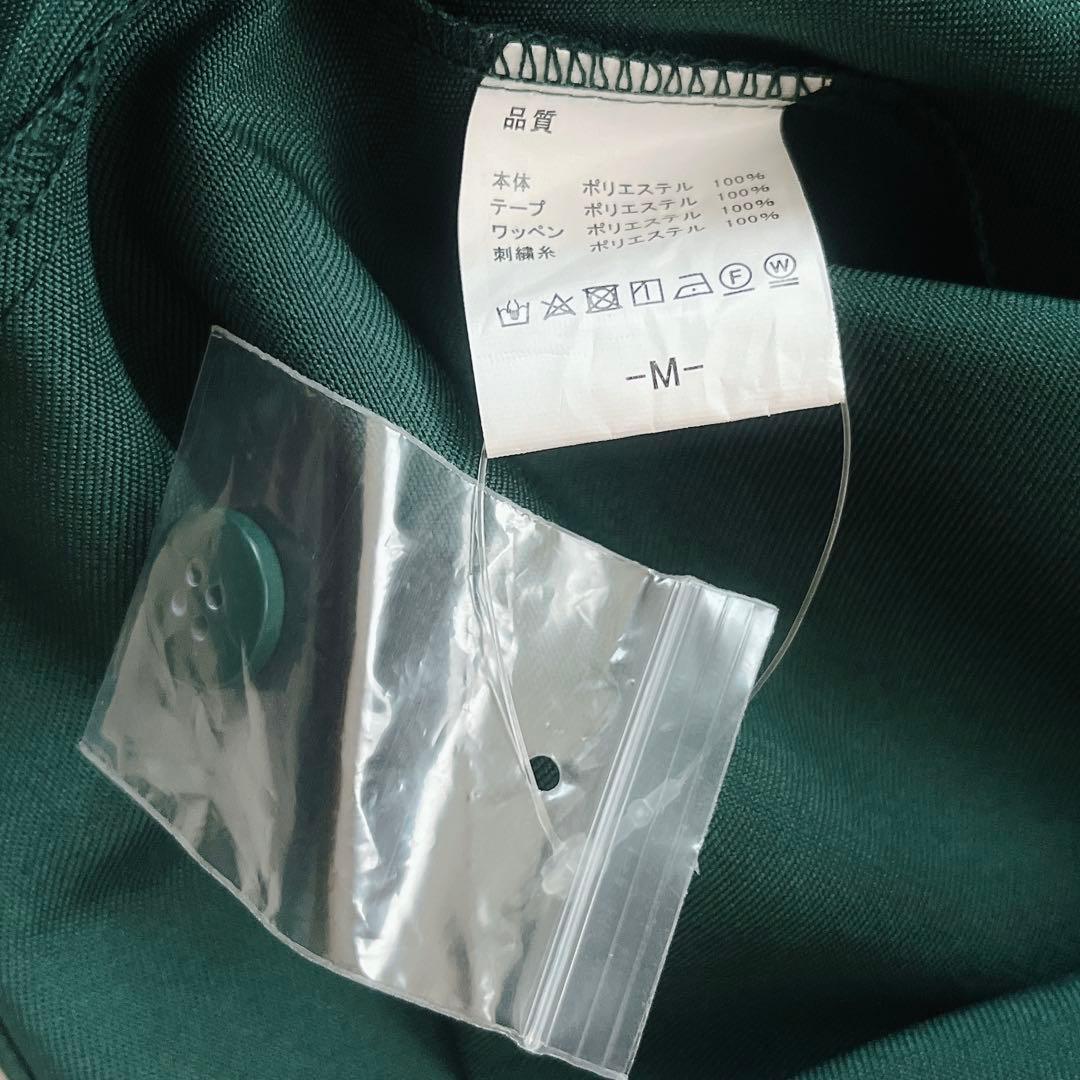 品質
本体 ポリエステル 100%
テープ ポリエステル 100%
ワッペン ポリエステル 100%
刺繍糸 ポリエステル 100%
F W
-M-